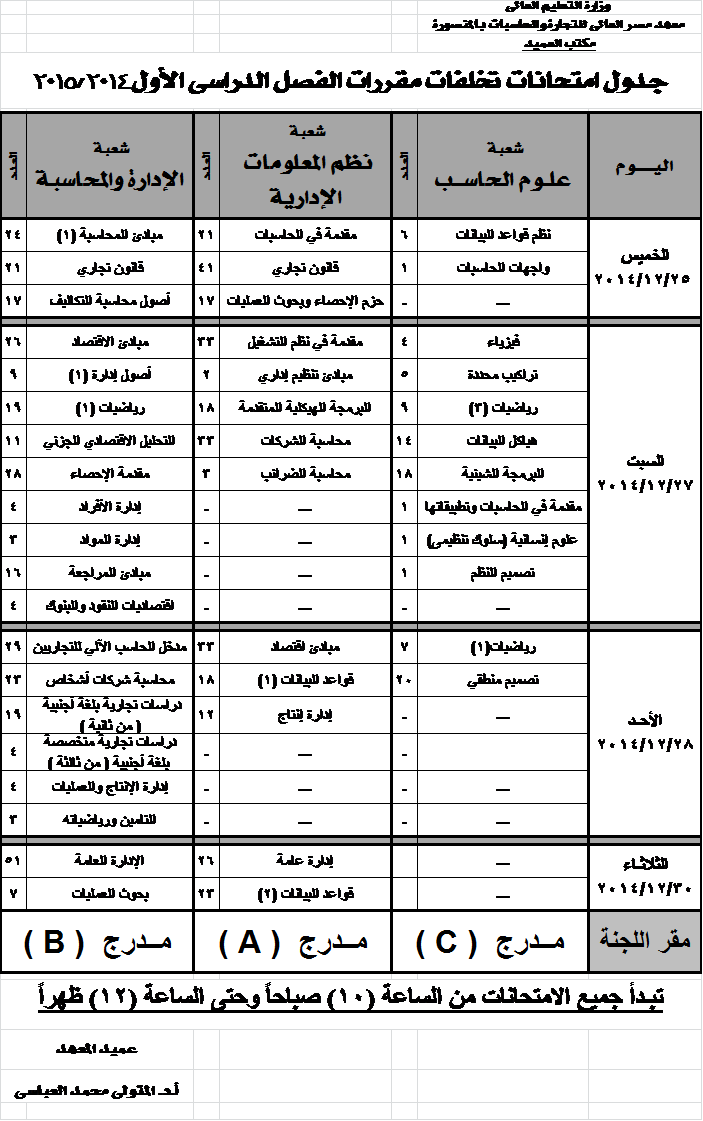 وزارة التعليم العالى
معهد مصر العالى للتجارة والحاسبات بالمنصورة
مكتب العميد
جدول امتحانات تخلفات مقررات الفصل الدراسى الأول ٢٠١٥/٢٠١٤
اليـــوم | شعبة علوم الحاسب | العدد | شعبة نظم المعلومات الإدارية | العدد | شعبة الإدارة والمحاسبة | العدد
الخميس ٢٠١٤/١٢/٢٥ | نظم قواعد البيانات | ٦ | مقدمة في الحاسبات | ٢١ | مبادئ المحاسبة (١) | ٢٤
واجهات الحاسبات | ١ | قانون تجاري | ٤١ | قانون تجاري | ٢١
— | - | حزم الإحصاء وبحوث العمليات | ١٧ | أصول محاسبة التكاليف | ١٧
السبت ٢٠١٤/١٢/٢٧ | فيزياء | ٤ | مقدمة في نظم التشغيل | ٣٣ | مبادئ الاقتصاد | ٢٦
تراكيب محددة | ٥ | مبادئ تنظيم إداري | ٢ | أصول إدارة (١) | ٩
رياضيات (٣) | ٩ | البرمجة الهيكلية المتقدمة | ١٨ | رياضيات (١) | ١٩
هياكل البيانات | ١٤ | محاسبة الشركات | ٣٣ | التحليل الاقتصادي الجزئي | ١١
البرمجة الشيئية | ١٨ | محاسبة الضرائب | ٣ | مقدمة الإحصاء | ٢٨
مقدمة في الحاسبات وتطبيقاتها | ١ | — | - | إدارة الأفراد | ٤
علوم إنسانية (سلوك تنظيمى) | ١ | — | - | إدارة المواد | ٣
تصميم النظم | ١ | — | - | مبادئ المراجعة | ١٦
— | - | — | - | اقتصاديات النقود والبنوك | ٤
الأحد ٢٠١٤/١٢/٢٨ | رياضيات(١) | ٧ | مبادئ اقتصاد | ٣٣ | مدخل الحاسب الآلي للتجاريين | ٢٩
تصميم منطقي | ٢٠ | قواعد البيانات (١) | ١٨ | محاسبة شركات أشخاص | ٢٣
— | - | إدارة إنتاج | ١٢ | دراسات تجارية بلغة أجنبية ( من ثانية ) | ١٩
— | - | — | - | دراسات تجارية متخصصة بلغة أجنبية ( من ثالثة ) | ٤
— | - | — | - | إدارة الإنتاج والعمليات | ٤
— | - | — | - | التامين ورياضياته | ٣
الثلاثاء ٢٠١٤/١٢/٣٠ | — | إدارة عامة | ٢٦ | الإدارة العامة | ٥١
— | قواعد البيانات (٢) | ٢٣ | بحوث العمليات | ٧
مقر اللجنة | مـدرج ( C ) | مـدرج ( A ) | مـدرج ( B )
تبدأ جميع الامتحانات من الساعة (١٠) صباحاً وحتى الساعة (١٢) ظهراً
عميد المعهد
أ.د. المتولى محمد العباسى